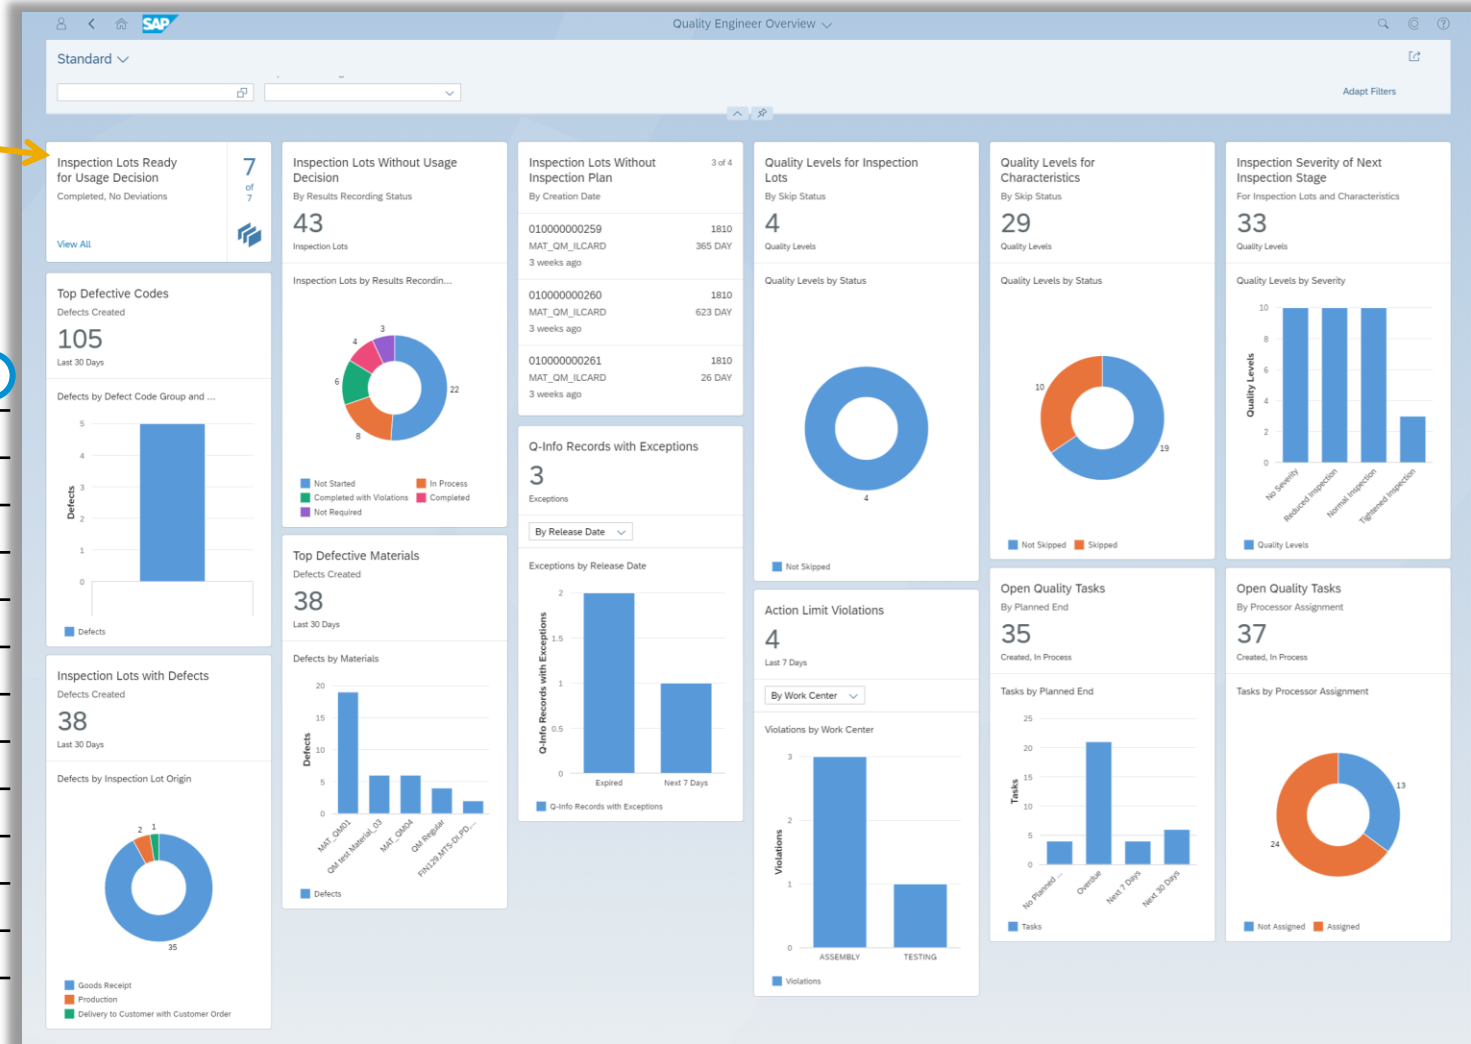 SAP
Quality Engineer Overview
Standard
Adapt Filters
Inspection Lots Ready
for Usage Decision
Completed, No Deviations
View All
7
of
7
Top Defective Codes
Defects Created
105
Last 30 Days
Defects by Defect Code Group and ...
5
4
3
2
1
0
Defects
Defects
Inspection Lots with Defects
Defects Created
38
Last 30 Days
Defects by Inspection Lot Origin
2
1
35
Goods Receipt
Production
Delivery to Customer with Customer Order
Inspection Lots Without Usage
Decision
By Results Recording Status
43
Inspection Lots
Inspection Lots by Results Recordin...
3
4
6
22
8
Not Started
In Process
Completed with Violations
Completed
Not Required
Top Defective Materials
Defects Created
38
Last 30 Days
Defects by Materials
20
15
10
5
0
Defects
MAT_QM01
QM test Material_03
MAT_QM04
QM Regular
FIN129,MTS-DI,PD,...
Defects
Inspection Lots Without
Inspection Plan
3 of 4
By Creation Date
010000000259 1810
MAT_QM_ILCARD 365 DAY
3 weeks ago
010000000260 1810
MAT_QM_ILCARD 623 DAY
3 weeks ago
010000000261 1810
MAT_QM_ILCARD 26 DAY
3 weeks ago
Q-Info Records with Exceptions
3
Exceptions
By Release Date
Exceptions by Release Date
2
1.5
1
0.5
0
Q-Info Records with Exceptions
Expired
Next 7 Days
Q-Info Records with Exceptions
Quality Levels for Inspection
Lots
By Skip Status
4
Quality Levels
Quality Levels by Status
4
Not Skipped
Action Limit Violations
4
Last 7 Days
By Work Center
Violations by Work Center
3
2
1
0
Violations
ASSEMBLY
TESTING
Violations
Quality Levels for
Characteristics
By Skip Status
29
Quality Levels
Quality Levels by Status
10
19
Not Skipped
Skipped
Open Quality Tasks
By Planned End
35
Created, In Process
Tasks by Planned End
25
20
15
10
5
0
Tasks
No Planned ...
Overdue
Next 7 Days
Next 30 Days
Tasks
Inspection Severity of Next
Inspection Stage
For Inspection Lots and Characteristics
33
Quality Levels
Quality Levels by Severity
10
8
6
4
2
0
Quality Levels
No Severity
Reduced Inspection
Normal Inspection
Tightened Inspection
Quality Levels
Open Quality Tasks
By Processor Assignment
37
Created, In Process
Tasks by Processor Assignment
13
24
Not Assigned
Assigned